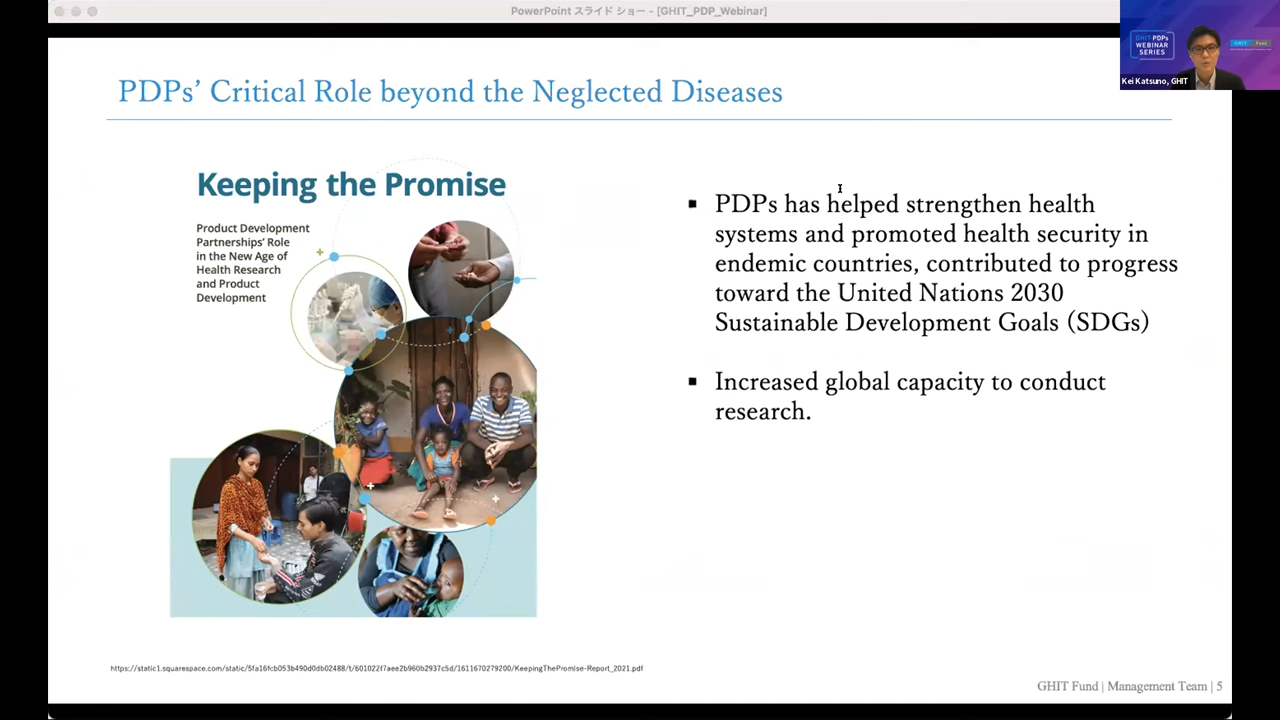 PowerPoint スライド ショー - [GHIT_PDP_Webinar]
GHIT PDPs
WEBINAR
SERIES
GHIT Fund
Kei Katsuno, GHIT
PDPs’ Critical Role beyond the Neglected Diseases
Keeping the Promise
Product Development
Partnerships’ Role
in the New Age of
Health Research
and Product
Development
▪ PDPs has helped strengthen health
systems and promoted health security in
endemic countries, contributed to progress
toward the United Nations 2030
Sustainable Development Goals (SDGs)
▪ Increased global capacity to conduct
research.
https://static1.squarespace.com/static/5fa16fcb053b490d0db02488/t/601022f7aee2b960b2937c5d/1611670279200/KeepingThePromise-Report_2021.pdf
GHIT Fund | Management Team | 5